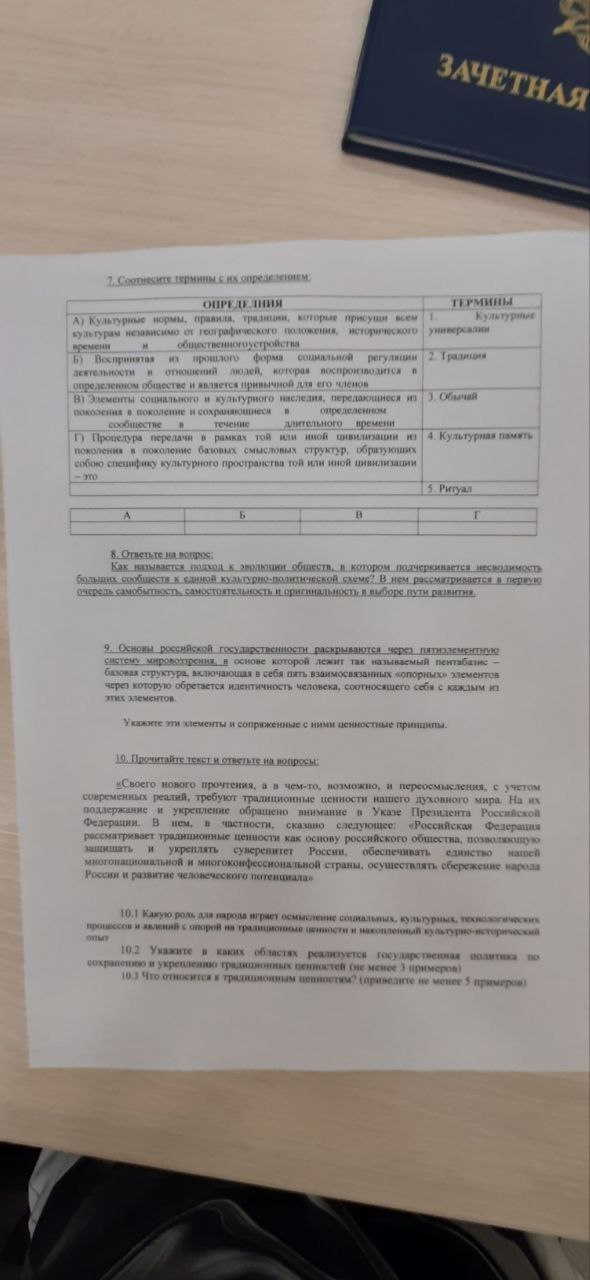 ЗАЧЕТНАЯ
7. Соотнесите термины с их определением:
ОПРЕДЕЛНИЯ ТЕРМИНЫ
А) Культурные нормы, правила, традиции, которые присущи всем
культурам независимо от географического положения, исторического
времени и общественногоустройства
1. Культурные
универсалии
Б) Воспринятая из прошлого форма социальной регуляции
деятельности и отношений людей, которая воспроизводится в
определенном обществе и является привычной для его членов
2. Традиция
В) Элементы социального и культурного наследия, передающиеся из
поколения в поколение и сохраняющиеся в определенном
сообществе в течение длительного времени
3. Обычай
Г) Процедура передачи в рамках той или иной цивилизации из
поколения в поколение базовых смысловых структур, образующих
собою специфику культурного пространства той или иной цивилизации
– это
4. Культурная память
5. Ритуал
А Б В Г
8. Ответьте на вопрос:
Как называется подход к эволюции обществ, в котором подчеркивается несводимость
больших сообществ к единой культурно-политической схеме? В нем рассматривается в первую
очередь самобытность, самостоятельность и оригинальность в выборе пути развития.
9. Основы российской государственности раскрываются через пятиэлементную
систему мировоззрения, в основе которой лежит так называемый пентабазис –
базовая структура, включающая в себя пять взаимосвязанных «опорных» элементов
через которую обретается идентичность человека, соотносящего себя с каждым из
этих элементов.
Укажите эти элементы и сопряженные с ними ценностные принципы.
10. Прочитайте текст и ответьте на вопросы:
«Своего нового прочтения, а в чем-то, возможно, и переосмысления, с учетом
современных реалий, требуют традиционные ценности нашего духовного мира. На их
поддержание и укрепление обращено внимание в Указе Президента Российской
Федерации. В нем, в частности, сказано следующее: «Российская Федерация
рассматривает традиционные ценности как основу российского общества, позволяющую
защищать и укреплять суверенитет России, обеспечивать единство нашей
многонациональной и многоконфессиональной страны, осуществлять сбережение народа
России и развитие человеческого потенциала»
10.1 Какую роль для народа играет осмысление социальных, культурных, технологических
процессов и явлений с опорой на традиционные ценности и накопленный культурно-исторический
опыт
10.2 Укажите в каких областях реализуется государственная политика по
сохранению и укреплению традиционных ценностей (не менее 3 примеров)
10.3 Что относится к традиционным ценностям? (приведите не менее 5 примеров)